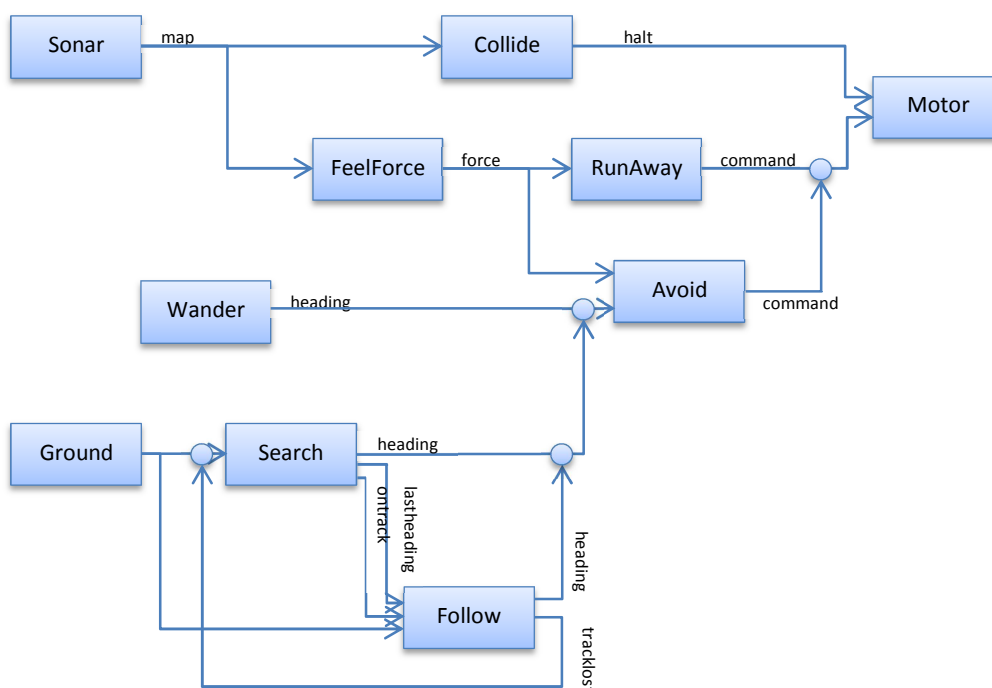 Sonar
map
Collide
halt
Motor
FeelForce
force
RunAway
command
Wander
heading
Avoid
command
Ground
Search
heading
lastheading
ontrack
heading
Follow
tracklos